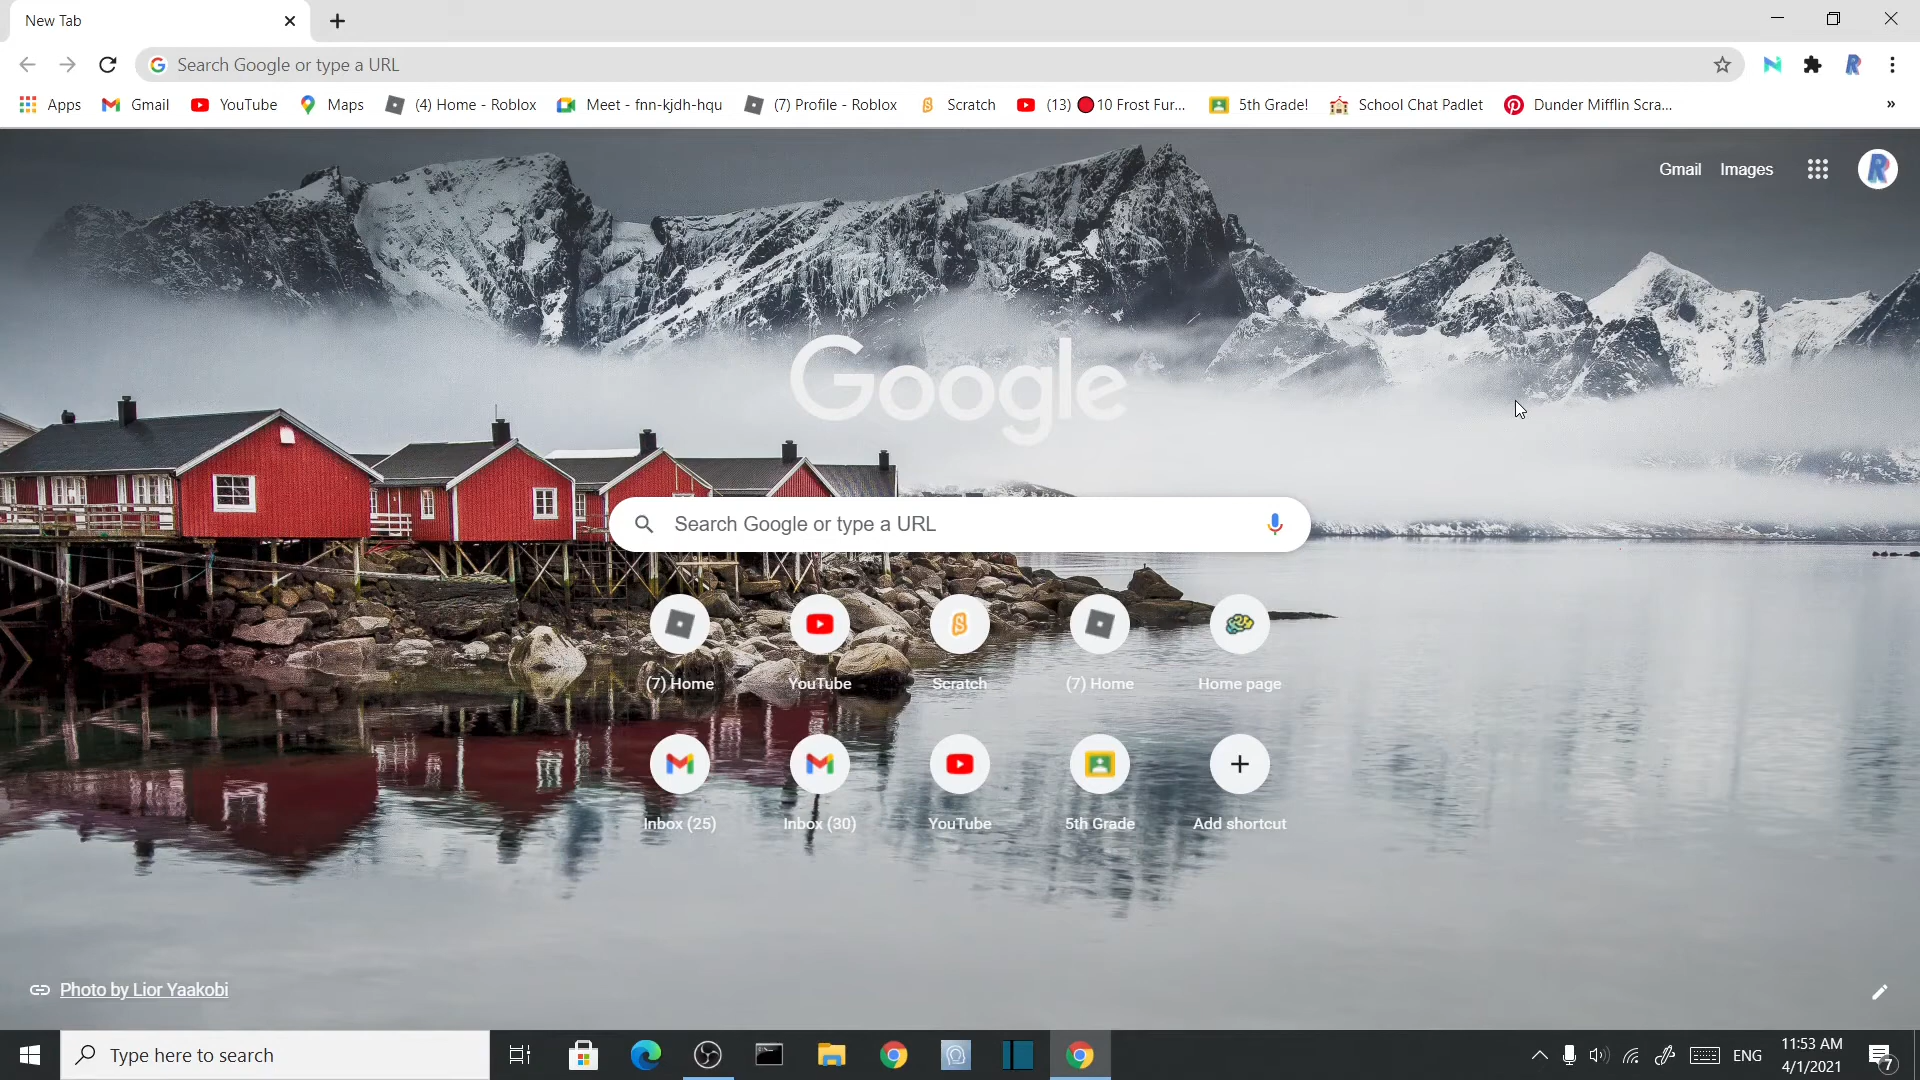 New Tab
Search Google or type a URL
Apps Gmail YouTube Maps (4) Home - Roblox Meet - fnn-kjdh-hqu (7) Profile - Roblox Scratch (13) 🔴10 Frost Fur... 5th Grade! School Chat Padlet Dunder Mifflin Scra... »
Gmail Images R
Google
Search Google or type a URL
(7) Home YouTube Scratch (7) Home Home page
Inbox (25) Inbox (30) YouTube 5th Grade Add shortcut
Photo by Lior Yaakobi
Type here to search
ENG
11:53 AM
4/1/2021
7